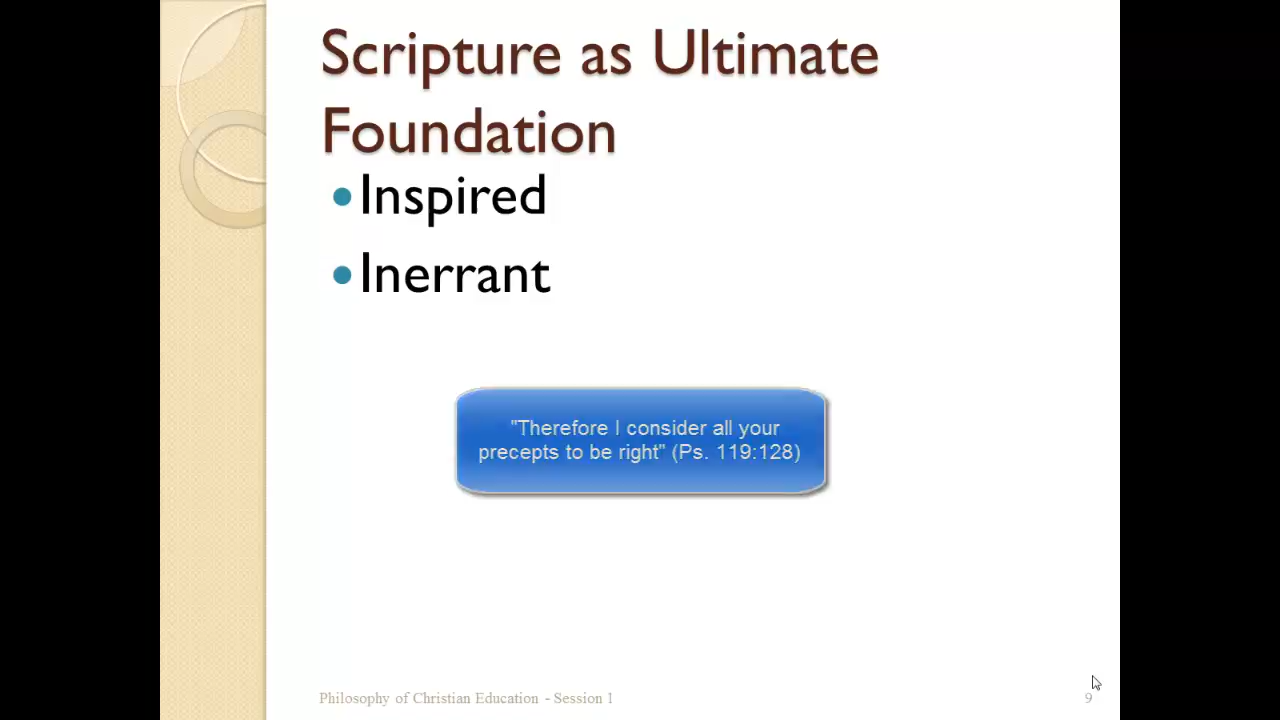 Scripture as Ultimate
Foundation
•Inspired
•Inerrant
"Therefore I consider all your
precepts to be right" (Ps. 119:128)
Philosophy of Christian Education - Session 1
9